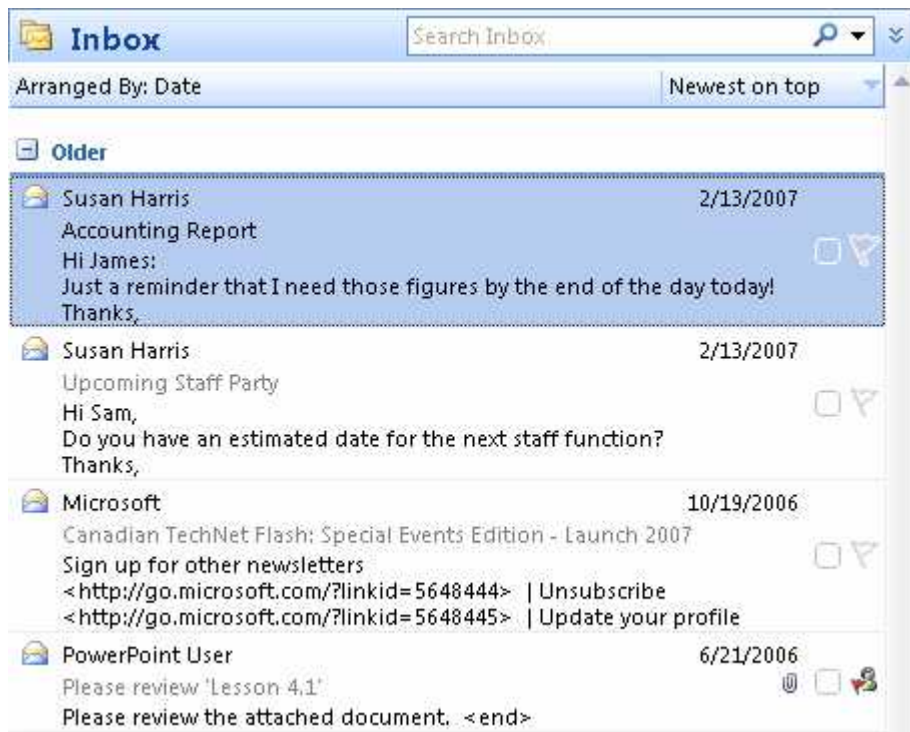 Inbox
Search Inbox
Arranged By: Date
Newest on top
Older
Susan Harris
2/13/2007
Accounting Report
Hi James:
Just a reminder that I need those figures by the end of the day today!
Thanks,
Susan Harris
2/13/2007
Upcoming Staff Party
Hi Sam,
Do you have an estimated date for the next staff function?
Thanks,
Microsoft
10/19/2006
Canadian TechNet Flash: Special Events Edition - Launch 2007
Sign up for other newsletters
<http://go.microsoft.com/?linkid=5648444> | Unsubscribe
<http://go.microsoft.com/?linkid=5648445> | Update your profile
PowerPoint User
6/21/2006
Please review 'Lesson 4.1'
Please review the attached document. <end>